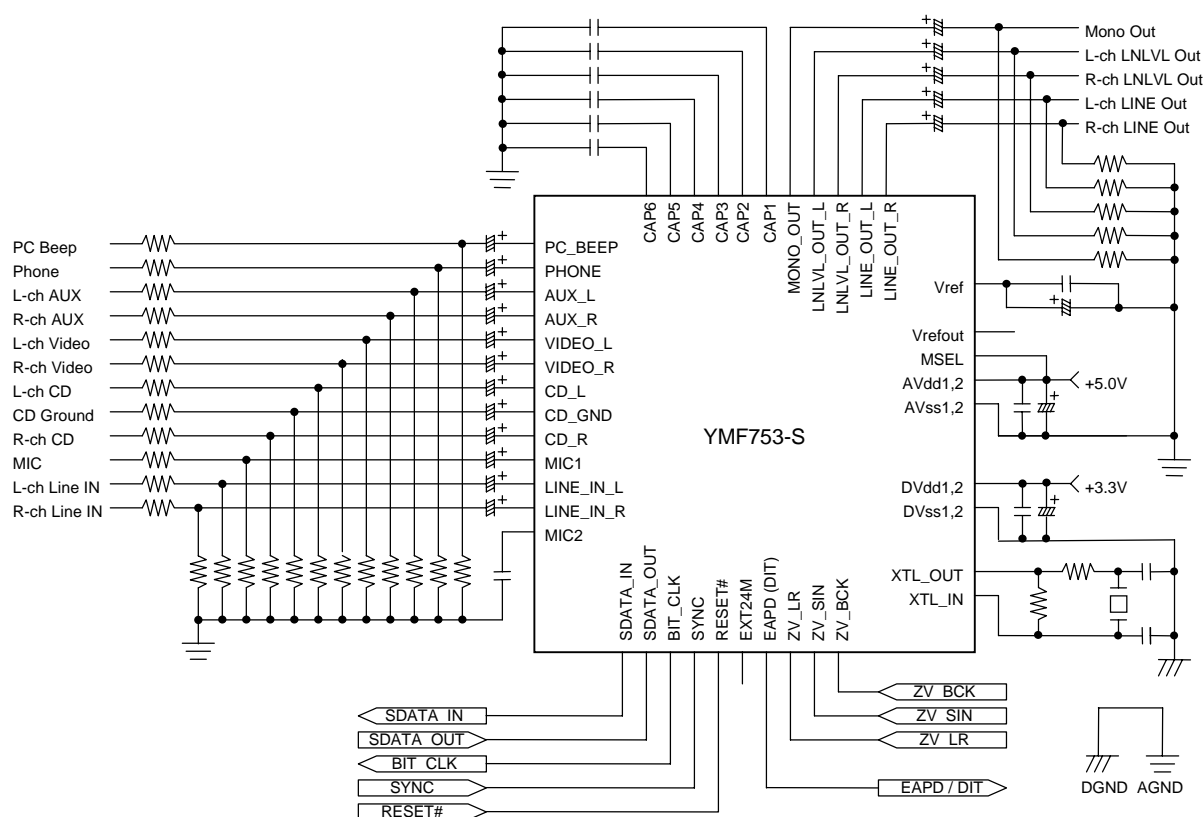 Mono Out
L-ch LNLVL Out
R-ch LNLVL Out
L-ch LINE Out
R-ch LINE Out
+
+
+
+
+
CAP6
CAP5
CAP4
CAP3
CAP2
CAP1
MONO_OUT
LNLVL_OUT_L
LNLVL_OUT_R
LINE_OUT_L
LINE_OUT_R
PC Beep + PC_BEEP
Phone + PHONE
L-ch AUX + AUX_L
R-ch AUX + AUX_R
L-ch Video + VIDEO_L
R-ch Video + VIDEO_R
L-ch CD + CD_L
CD Ground + CD_GND
R-ch CD + CD_R
MIC + MIC1
L-ch Line IN + LINE_IN_L
R-ch Line IN + LINE_IN_R
MIC2
YMF753-S
Vref
+
Vrefout
MSEL
AVdd1,2 +5.0V
AVss1,2 +
DVdd1,2 +3.3V
DVss1,2 +
XTL_OUT
XTL_IN
SDATA_IN
SDATA_OUT
BIT_CLK
SYNC
RESET#
EXT24M
EAPD (DIT)
ZV_LR
ZV_SIN
ZV_BCK
ZV_BCK
SDATA_IN ZV_SIN
SDATA_OUT ZV_LR
BIT_CLK
SYNC EAPD / DIT
RESET#
DGND AGND